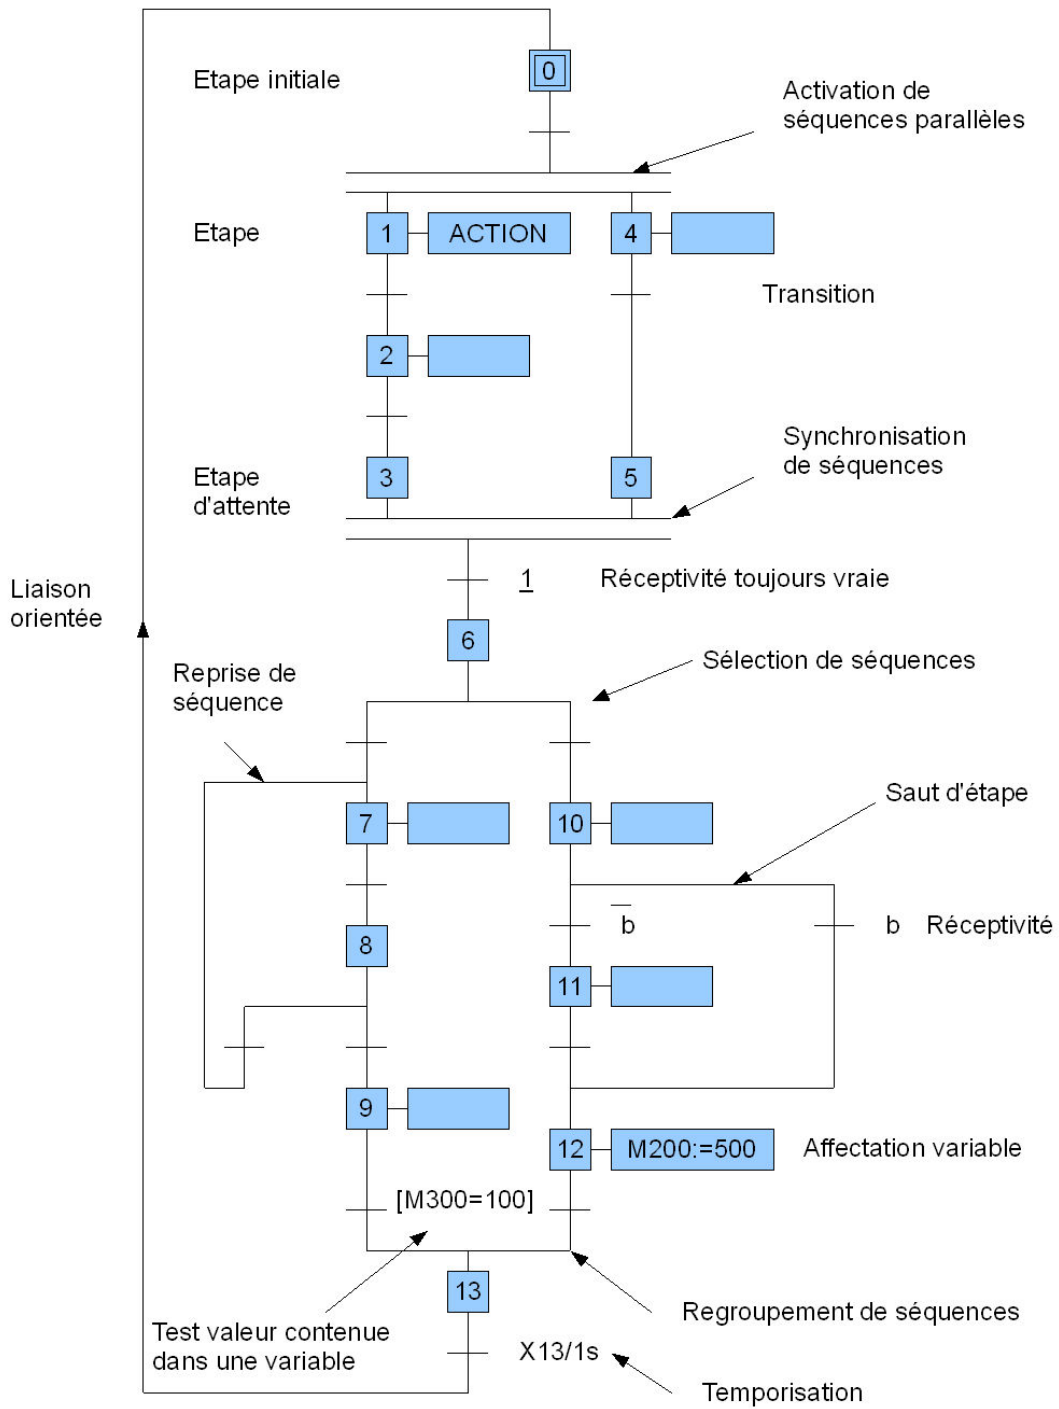 0
Etape initiale
Activation de
séquences parallèles
Etape
1
ACTION
4
Transition
2
Synchronisation
de séquences
Etape
d'attente
3
5
Liaison
orientée
1
Réceptivité toujours vraie
6
Sélection de séquences
Reprise de
séquence
Saut d'étape
7
10
b̅
b
Réceptivité
8
11
9
12
M200:=500
Affectation variable
[M300=100]
13
Regroupement de séquences
Test valeur contenue
dans une variable
X13/1s
Temporisation